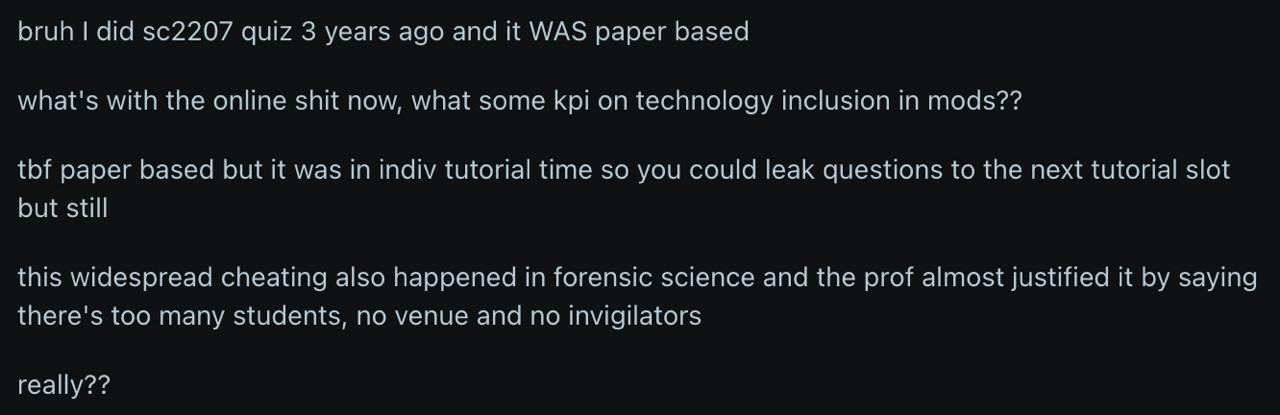 bruh I did sc2207 quiz 3 years ago and it WAS paper based
what's with the online shit now, what some kpi on technology inclusion in mods??
tbf paper based but it was in indiv tutorial time so you could leak questions to the next tutorial slot
but still
this widespread cheating also happened in forensic science and the prof almost justified it by saying
there's too many students, no venue and no invigilators
really??